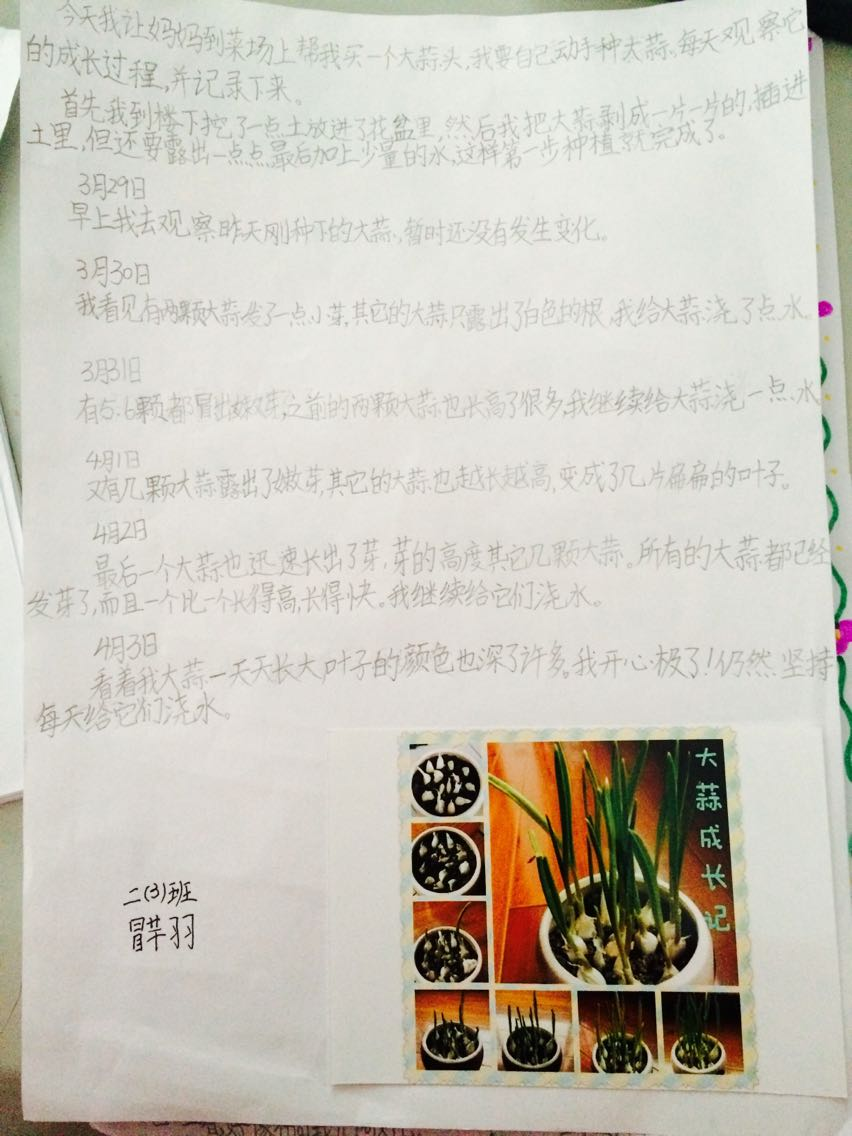 今天我让妈妈到菜场上帮我买一个大蒜头,我要自己动手种大蒜。每天观察它
的成长过程,并记录下来。
首先,我到楼下挖了一点土放进了花盆里,然后我把大蒜剥成一片一片的,插进
土里,但还要露出一点点,最后加上少量的水,这样第一步种植就完成了。
3月29日
早上我去观察昨天刚种下的大蒜,暂时还没有发生变化。
3月30日
我看见有两颗大蒜发了一点小芽,其它的大蒜只露出了白色的根,我给大蒜浇了点水
3月31日
有5.6颗都冒出嫩芽,之前的两颗大蒜也长高了很多,我继续给大蒜浇一点水
4月1日
又有几颗大蒜露出了嫩芽,其它的大蒜也越长越高,变成了几片扁扁的叶子。
4月2日
最后一个大蒜也迅速长出了芽,芽的高度其它几颗大蒜。所有的大蒜都已经
发芽了,而且一个比一个长得高,长得快。我继续给它们浇水。
4月3日
看着我大蒜一天天长大,叶子的颜色也深了许多。我开心极了!仍然坚持
每天给它们浇水。
大蒜成长记
二(3)班
冒芸羽